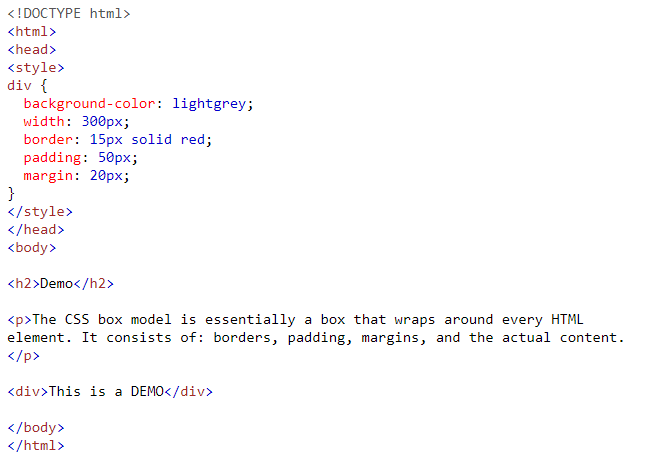 <!DOCTYPE html>
<html>
<head>
<style>
div {
  background-color: lightgrey;
  width: 300px;
  border: 15px solid red;
  padding: 50px;
  margin: 20px;
}
</style>
</head>
<body>

<h2>Demo</h2>

<p>The CSS box model is essentially a box that wraps around every HTML
element. It consists of: borders, padding, margins, and the actual content.
</p>

<div>This is a DEMO</div>

</body>
</html>